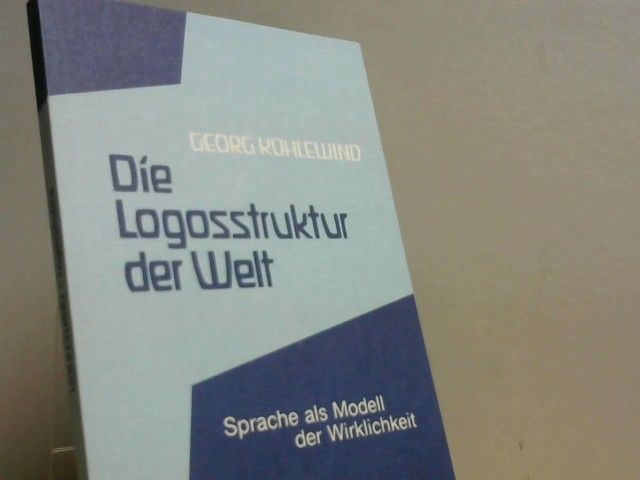 GEORG KÜHLEWIND
Die
Logosstruktur
der Welt
Sprache als Modell
der Wirklichkeit